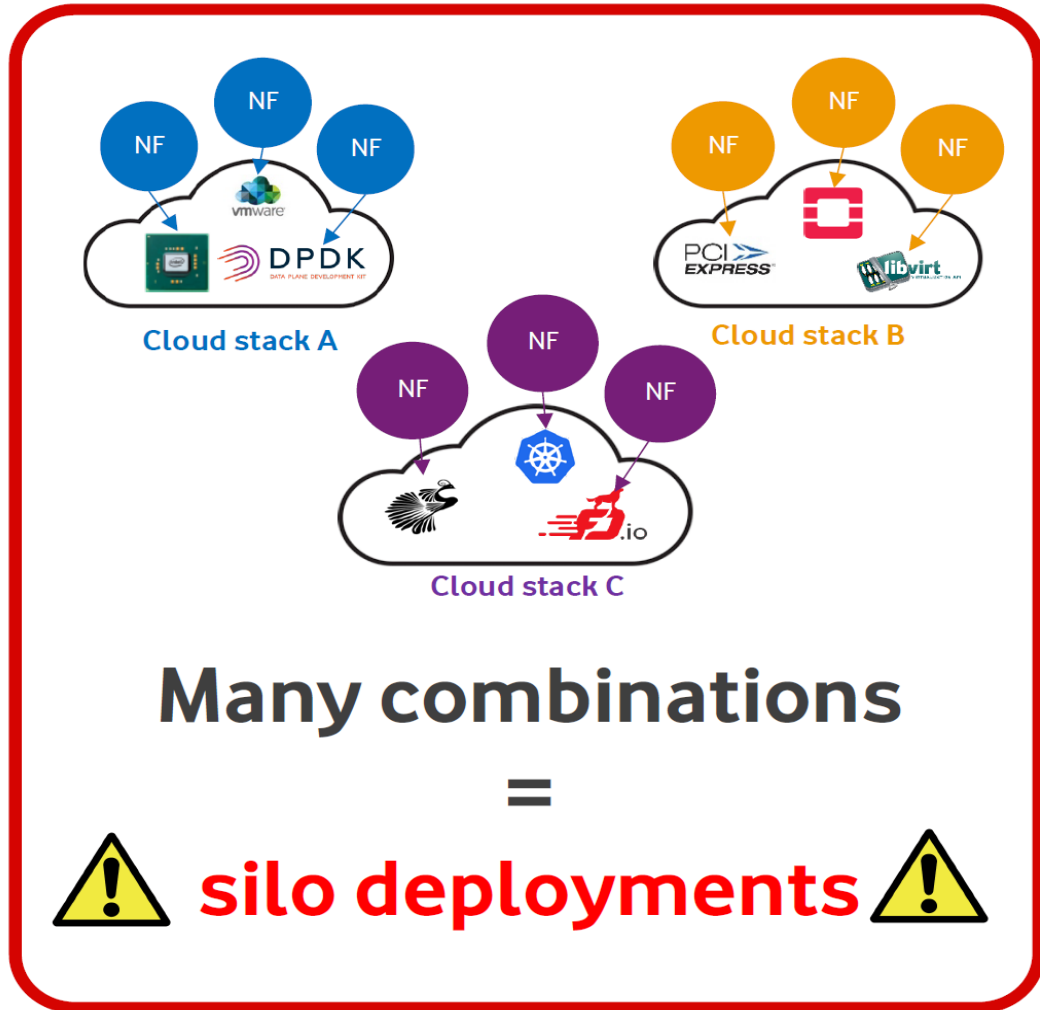 NF
NF
NF
vmware
DPDK
DATA PLANE DEVELOPMENT KIT
Cloud stack A
NF
NF
NF
PCI
EXPRESS
libvirt
Cloud stack B
NF
NF
NF
.io
Cloud stack C
Many combinations
=
silo deployments